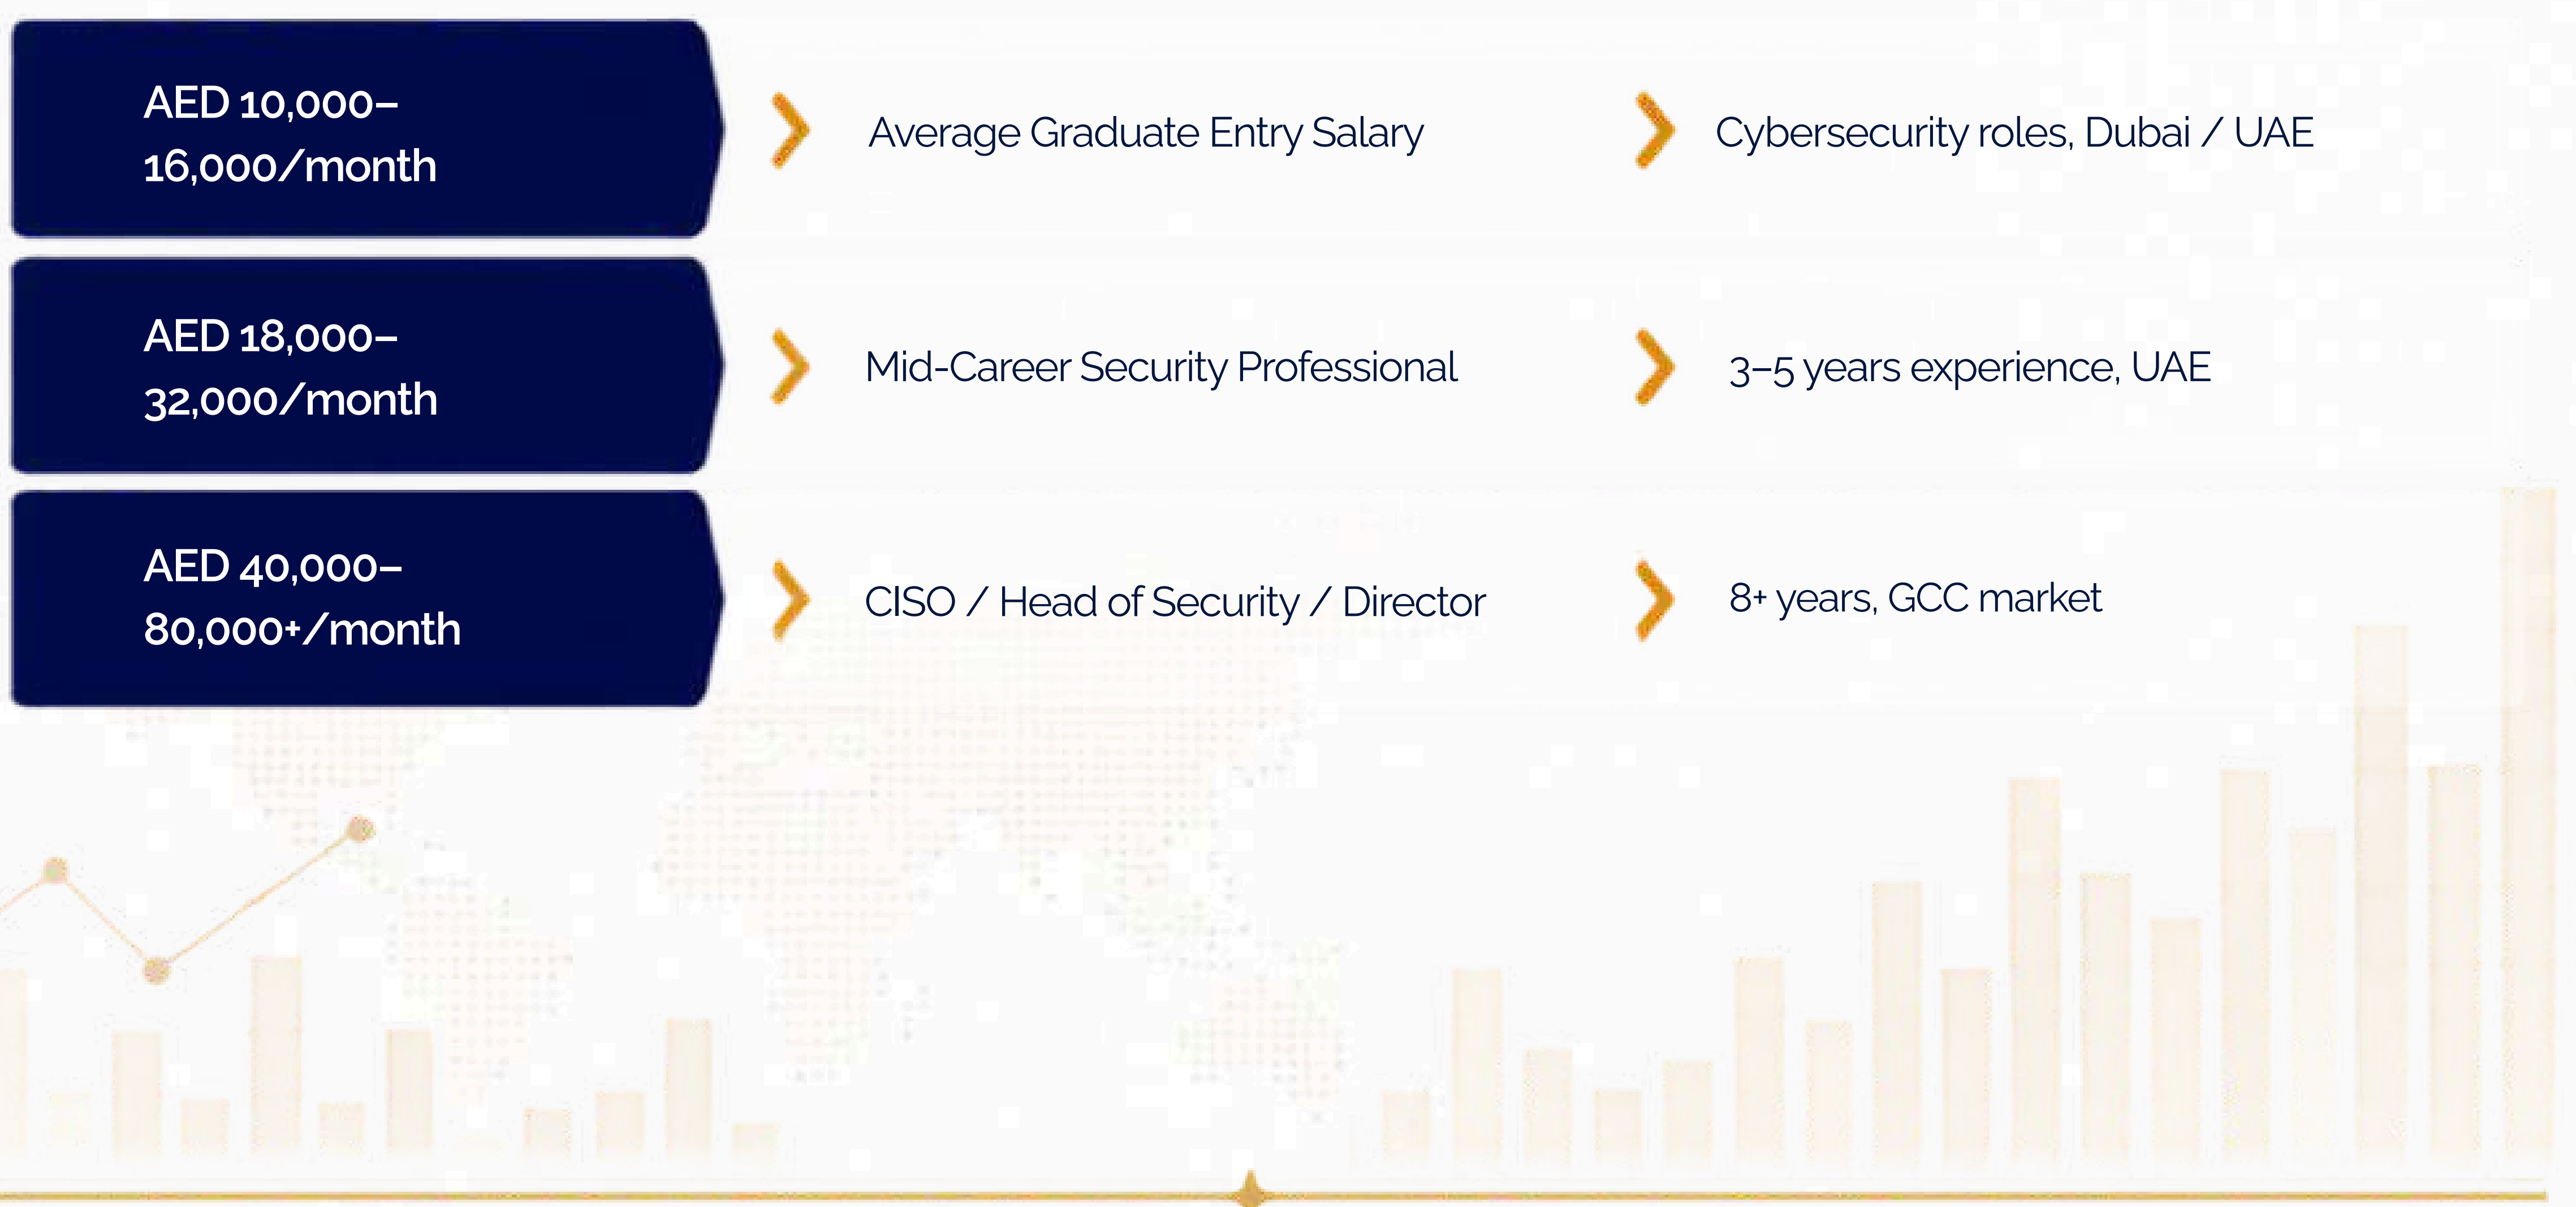 AED 10,000–
16,000/month
Average Graduate Entry Salary
Cybersecurity roles, Dubai / UAE
AED 18,000–
32,000/month
Mid-Career Security Professional
3–5 years experience, UAE
AED 40,000–
80,000+/month
CISO / Head of Security / Director
8+ years, GCC market